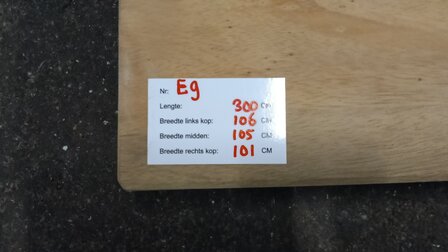 Nr: E9
Lengte: 300 CM
Breedte links kop: 106 CM
Breedte midden: 105 CM
Breedte rechts kop: 101 CM